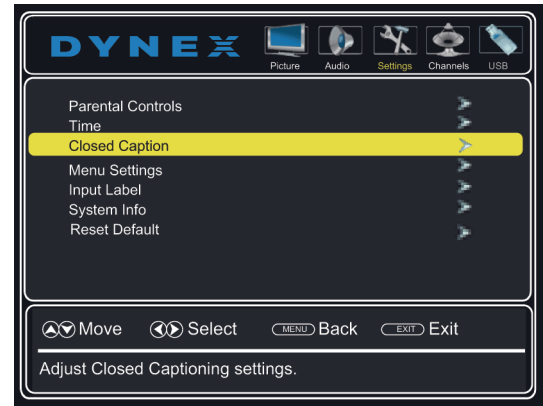 DYNEX
Picture Audio Settings Channels USB
Parental Controls
Time
Closed Caption
Menu Settings
Input Label
System Info
Reset Default
Move Select MENU Back EXIT Exit
Adjust Closed Captioning settings.